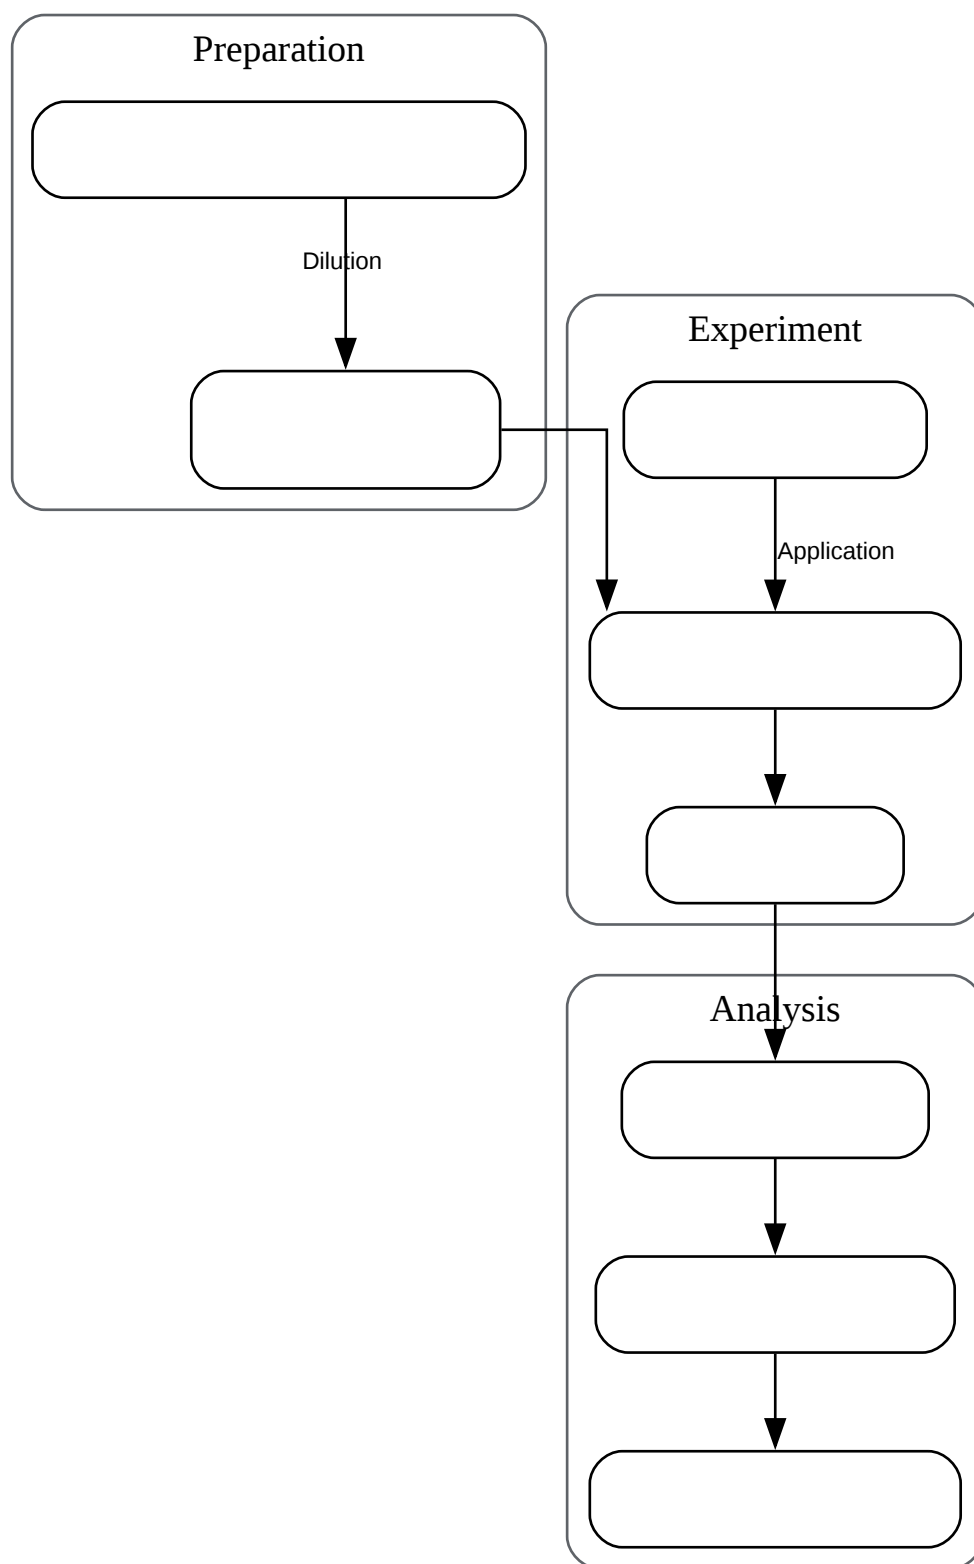 Preparation
Dilution
Experiment
Application
Analysis